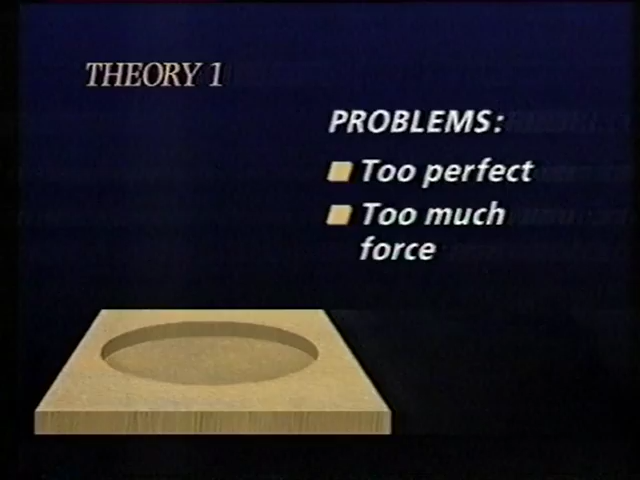 THEORY 1
PROBLEMS:
Too perfect
Too much
force